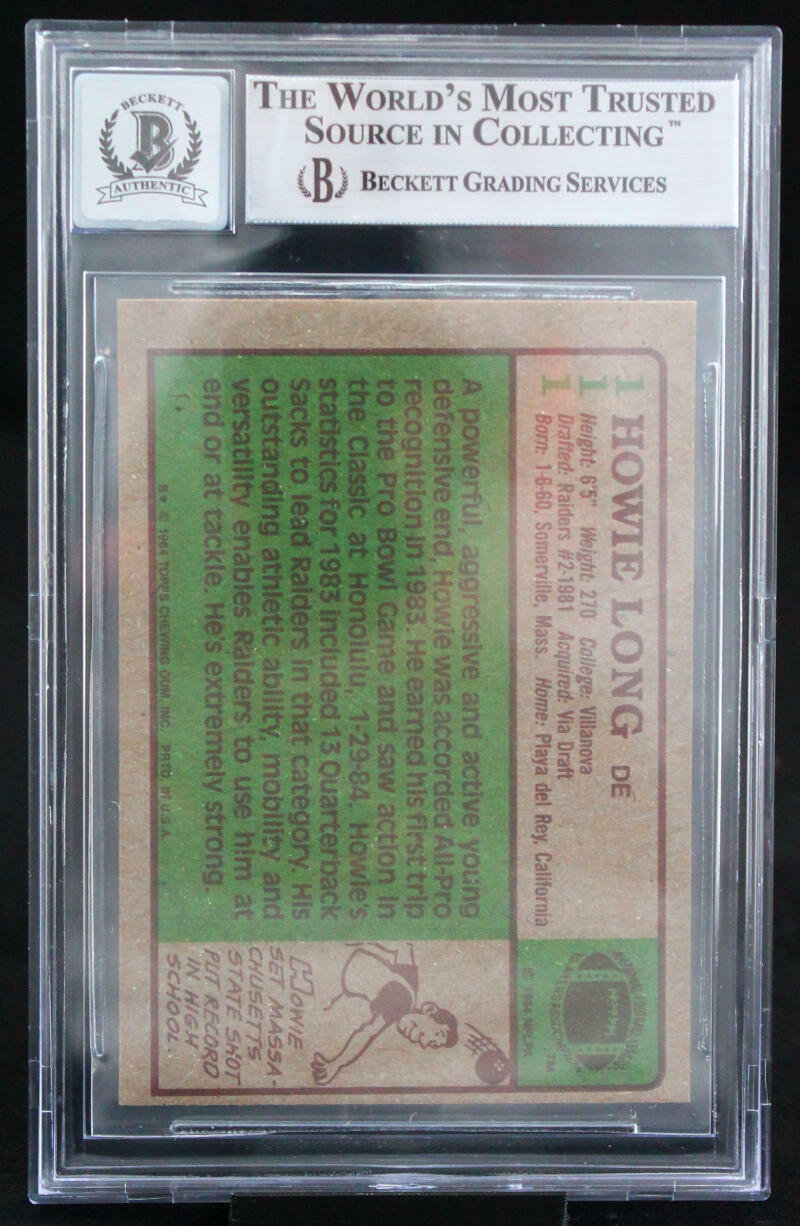 BECKETT
B
AUTHENTIC
THE WORLD'S MOST TRUSTED
SOURCE IN COLLECTING™
B BECKETT GRADING SERVICES
111
HOWIE LONG DE
Height: 6'5" Weight: 270 College: Villanova
Drafted: Raiders #2-1981 Acquired: Via Draft
Born: 1-6-60, Somerville, Mass. Home: Playa del Rey, California
A powerful, aggressive and active young
defensive end, Howie was accorded All-Pro
recognition in 1983. He earned his first trip
to the Pro Bowl Game and saw action in
the Classic at Honolulu, 1-29-84. Howie's
statistics for 1983 included 13 Quarterback
Sacks to lead Raiders in that category. His
outstanding athletic ability, mobility and
versatility enables Raiders to use him at
end or at tackle. He's extremely strong.
© 1984 TOPPS CHEWING GUM, INC. PRTD. IN U.S.A.
TM
© 1984 NFLPA
HOWIE
SET MASSA-
CHUSETTS
STATE SHOT
PUT RECORD
IN HIGH
SCHOOL.